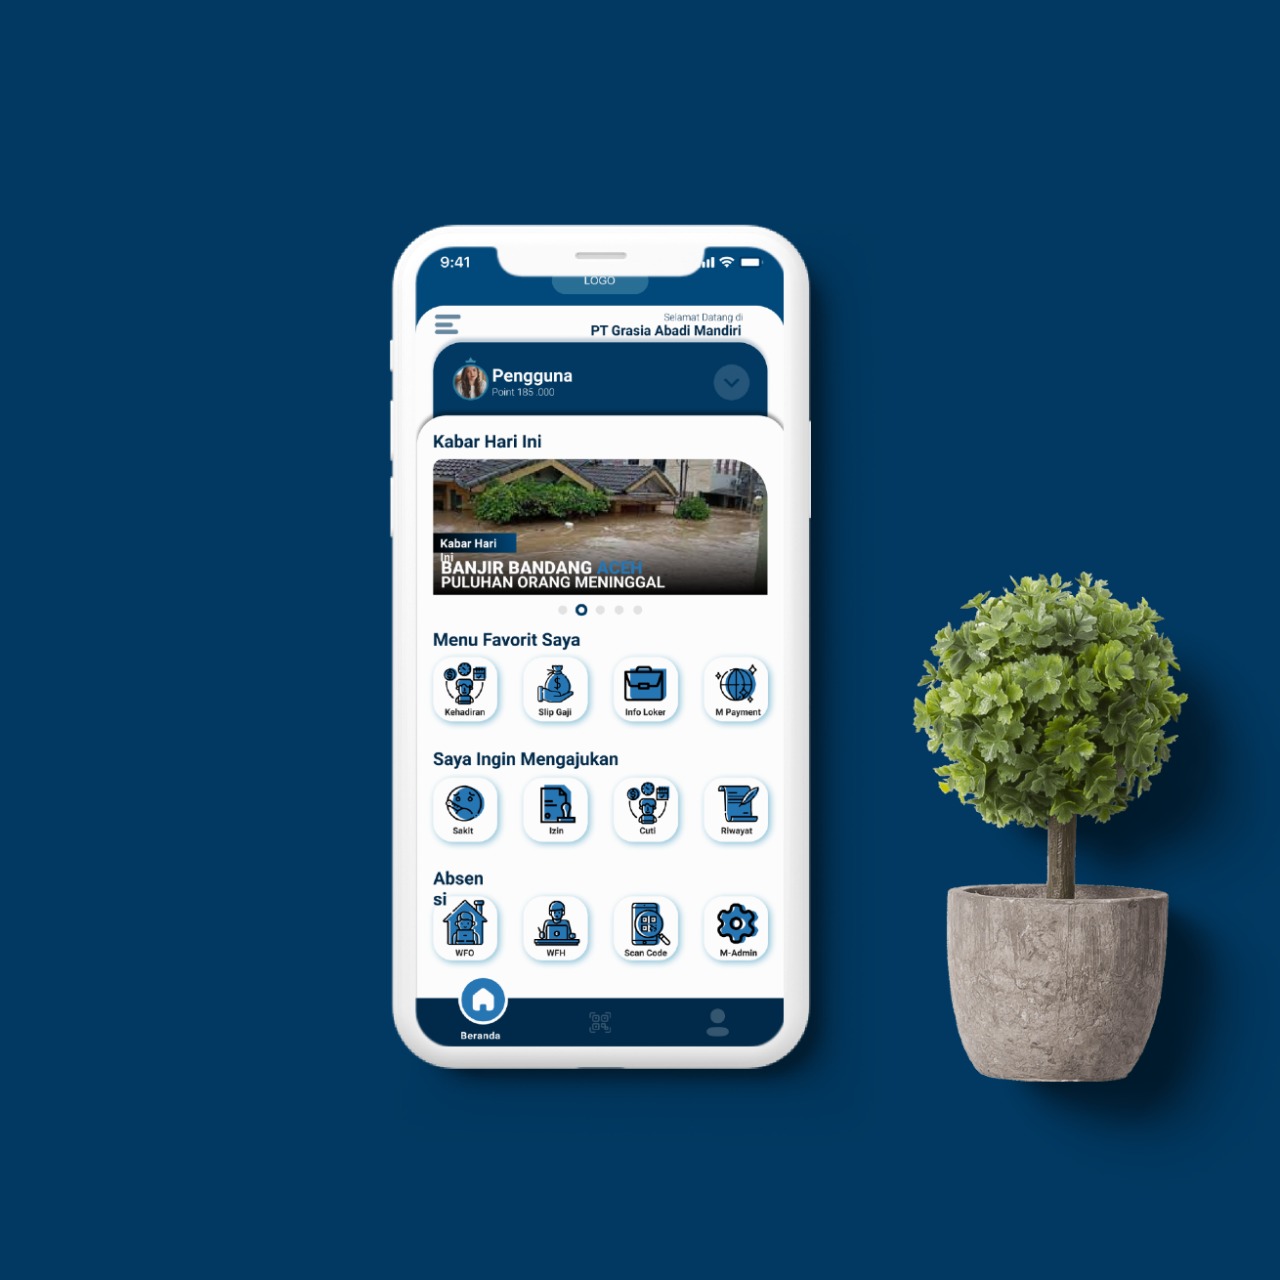 9:41
LOGO
Selamat Datang di
PT Grasia Abadi Mandiri
Pengguna
Point 185 .000
Kabar Hari Ini
Kabar Hari
Ini
BANJIR BANDANG ACEH
PULUHAN ORANG MENINGGAL
Menu Favorit Saya
Kehadiran
Slip Gaji
Info Loker
M Payment
Saya Ingin Mengajukan
Sakit
Izin
Cuti
Riwayat
Absen
si
WFO
WFH
Scan Code
M-Admin
Beranda